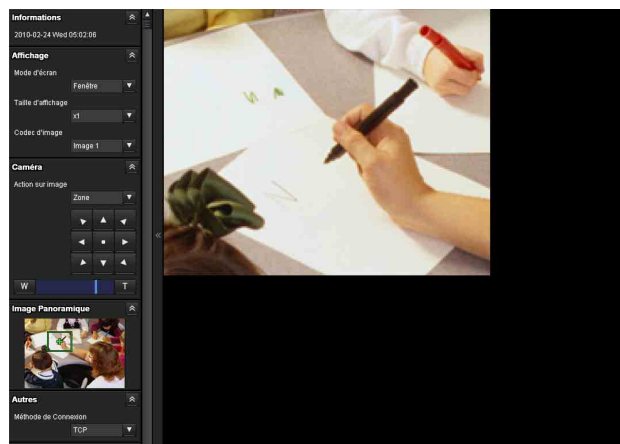 Informations
2010-02-24 Wed 05:02:06
Affichage
Mode d'écran
Fenêtre
Taille d'affichage
x1
Codec d'image
Image 1
Caméra
Action sur image
Zone
W
T
Image Panoramique
Autres
Méthode de Connexion
TCP